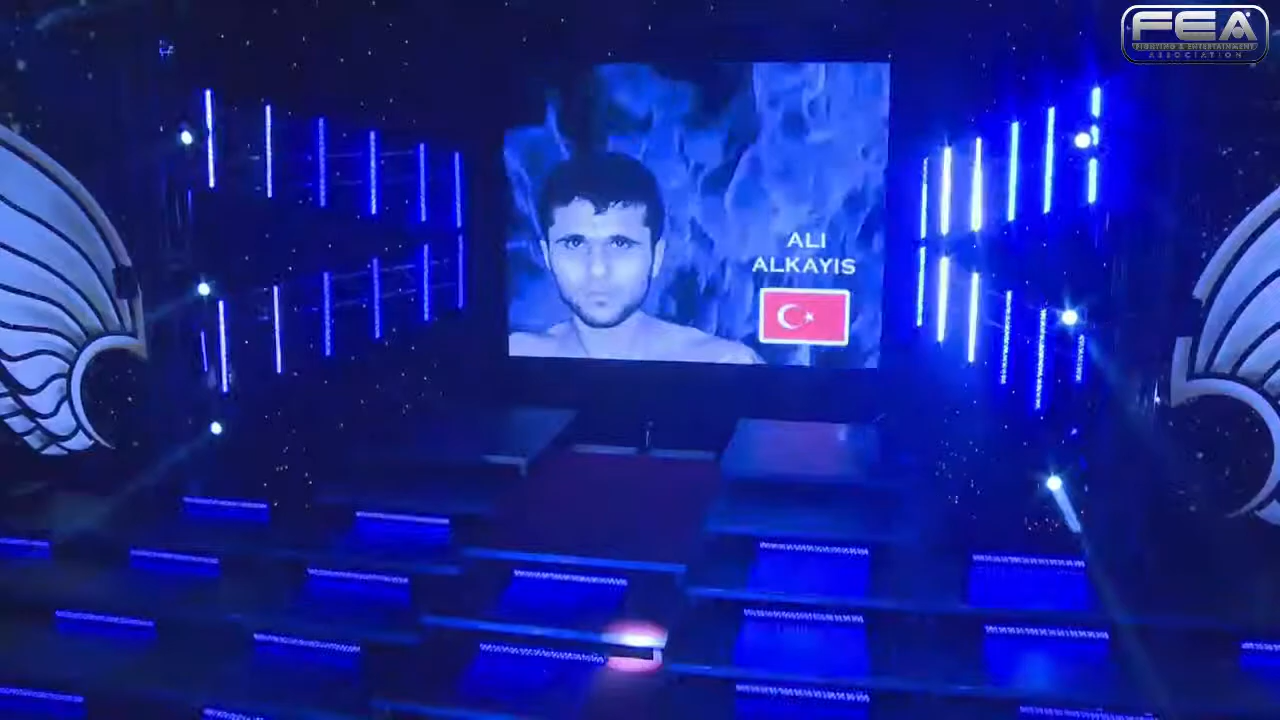 FEA
FIGHTING & ENTERTAINMENT
ASSOCIATION
ALI
ALKAYIS